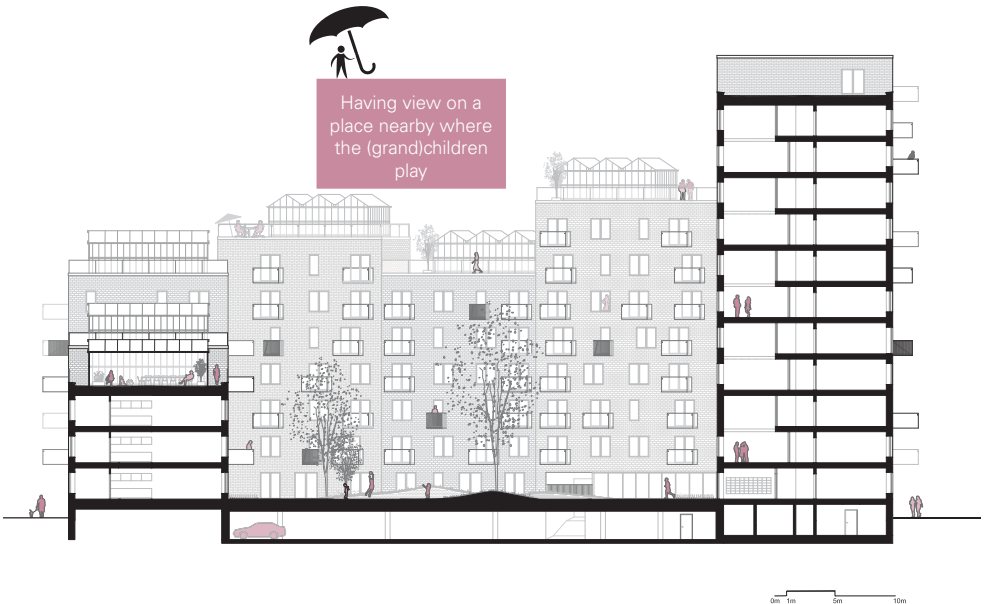 Having view on a
place nearby where
the (grand)children
play
0m 1m 5m 10m